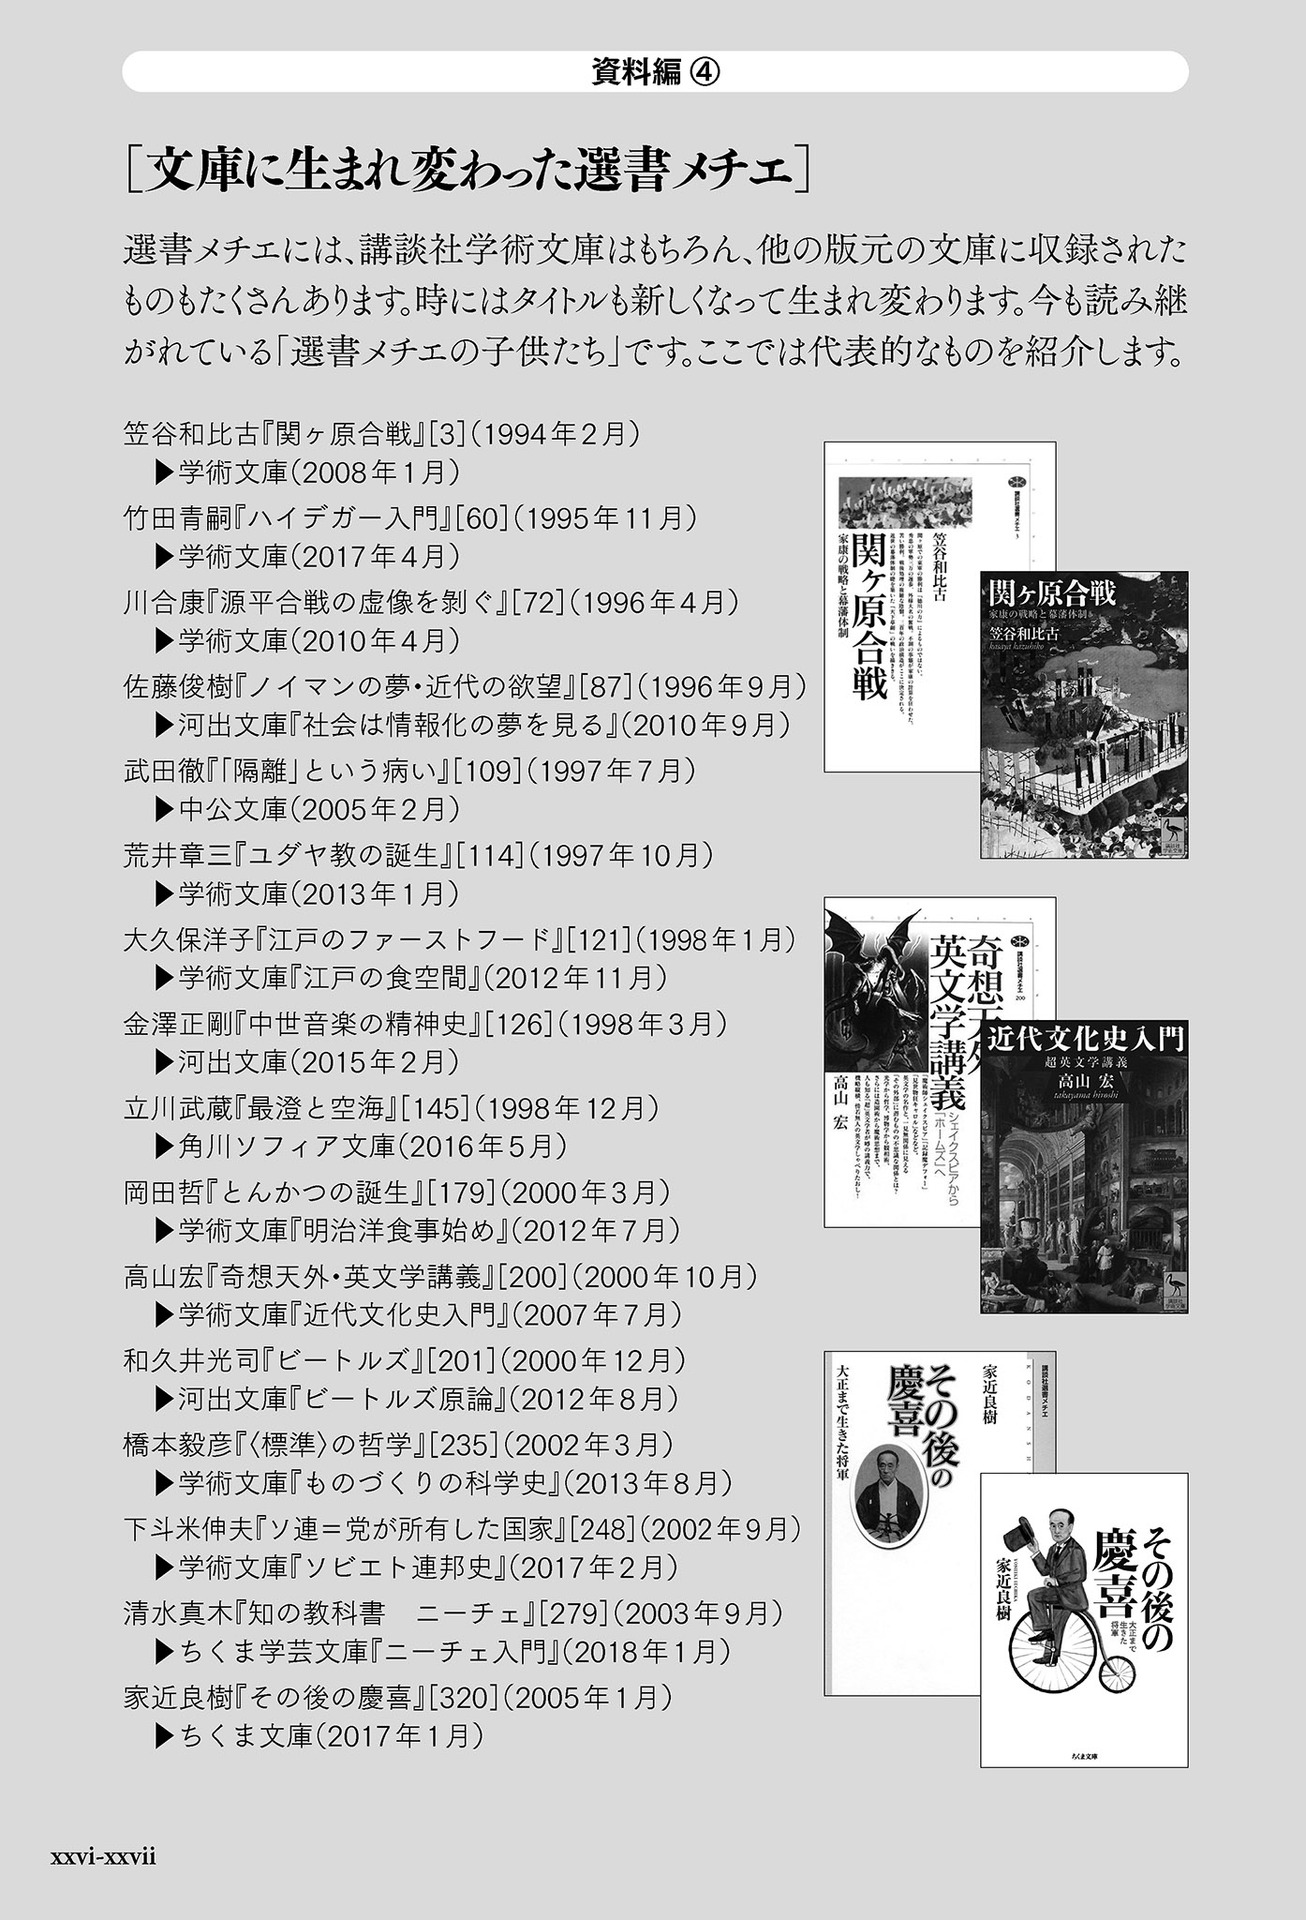 資料編④
［文庫に生まれ変わった選書メチエ］
選書メチエには、講談社学術文庫はもちろん、他の版元の文庫に収録された
ものもたくさんあります。時にはタイトルも新しくなって生まれ変わります。今も読み継
がれている「選書メチエの子供たち」です。ここでは代表的なものを紹介します。
笠谷和比古『関ヶ原合戦』[3]（1994年2月）
▶学術文庫（2008年1月）
竹田青嗣『ハイデガー入門』[60]（1995年11月）
▶学術文庫（2017年4月）
川合康『源平合戦の虚像を剝ぐ』[72]（1996年4月）
▶学術文庫（2010年4月）
佐藤俊樹『ノイマンの夢・近代の欲望』[87]（1996年9月）
▶河出文庫『社会は情報化の夢を見る』（2010年9月）
武田徹『「隔離」という病い』[109]（1997年7月）
▶中公文庫（2005年2月）
荒井章三『ユダヤ教の誕生』[114]（1997年10月）
▶学術文庫（2013年1月）
大久保洋子『江戸のファーストフード』[121]（1998年1月）
▶学術文庫『江戸の食空間』（2012年11月）
金澤正剛『中世音楽の精神史』[126]（1998年3月）
▶河出文庫（2015年2月）
立川武蔵『最澄と空海』[145]（1998年12月）
▶角川ソフィア文庫（2016年5月）
岡田哲『とんかつの誕生』[179]（2000年3月）
▶学術文庫『明治洋食事始め』（2012年7月）
高山宏『奇想天外・英文学講義』[200]（2000年10月）
▶学術文庫『近代文化史入門』（2007年7月）
和久井光司『ビートルズ』[201]（2000年12月）
▶河出文庫『ビートルズ原論』（2012年8月）
橋本毅彦『〈標準〉の哲学』[235]（2002年3月）
▶学術文庫『ものづくりの科学史』（2013年8月）
下斗米伸夫『ソ連＝党が所有した国家』[248]（2002年9月）
▶学術文庫『ソビエト連邦史』（2017年2月）
清水真木『知の教科書　ニーチェ』[279]（2003年9月）
▶ちくま学芸文庫『ニーチェ入門』（2018年1月）
家近良樹『その後の慶喜』[320]（2005年1月）
▶ちくま文庫（2017年1月）
講談社選書メチエ 3
笠谷和比古
関ヶ原合戦
家康の戦略と幕藩体制
関ヶ原合戦
家康の戦略と幕藩体制
笠谷和比古
kasaya kazuhiko
講談社
学術文庫
講談社選書メチエ 200
奇想天外
英文学講義
シェイクスピアから
「ホームズ」へ
高山 宏
近代文化史入門
超英文学講義
高山 宏
takayama hiroshi
講談社
学術文庫
講談社選書メチエ
KODANSH
家近良樹
その後の
慶喜
大正まで生きた将軍
その後の
慶喜
大正まで
生きた
将軍
家近良樹
ちくま文庫
xxvi-xxvii